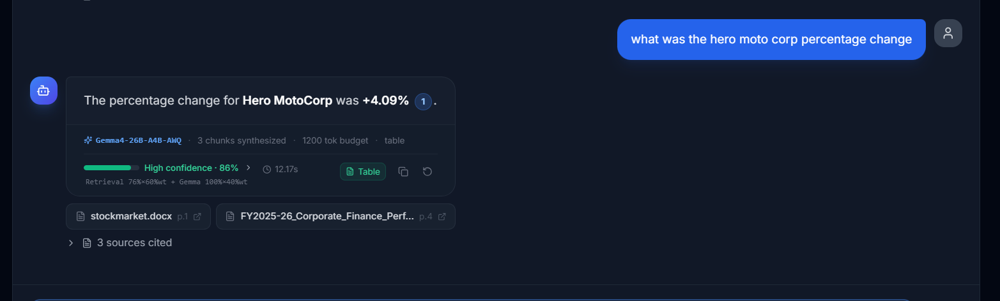 what was the hero moto corp percentage change
The percentage change for Hero MotoCorp was +4.09% 1 .
Gemma4-26B-A4B-AWQ · 3 chunks synthesized · 1200 tok budget · table
High confidence · 86% 12.17s Table
Retrieval 76%×60%wt + Gemma 100%×40%wt
stockmarket.docx p.1 FY2025-26_Corporate_Finance_Perf... p.4
3 sources cited